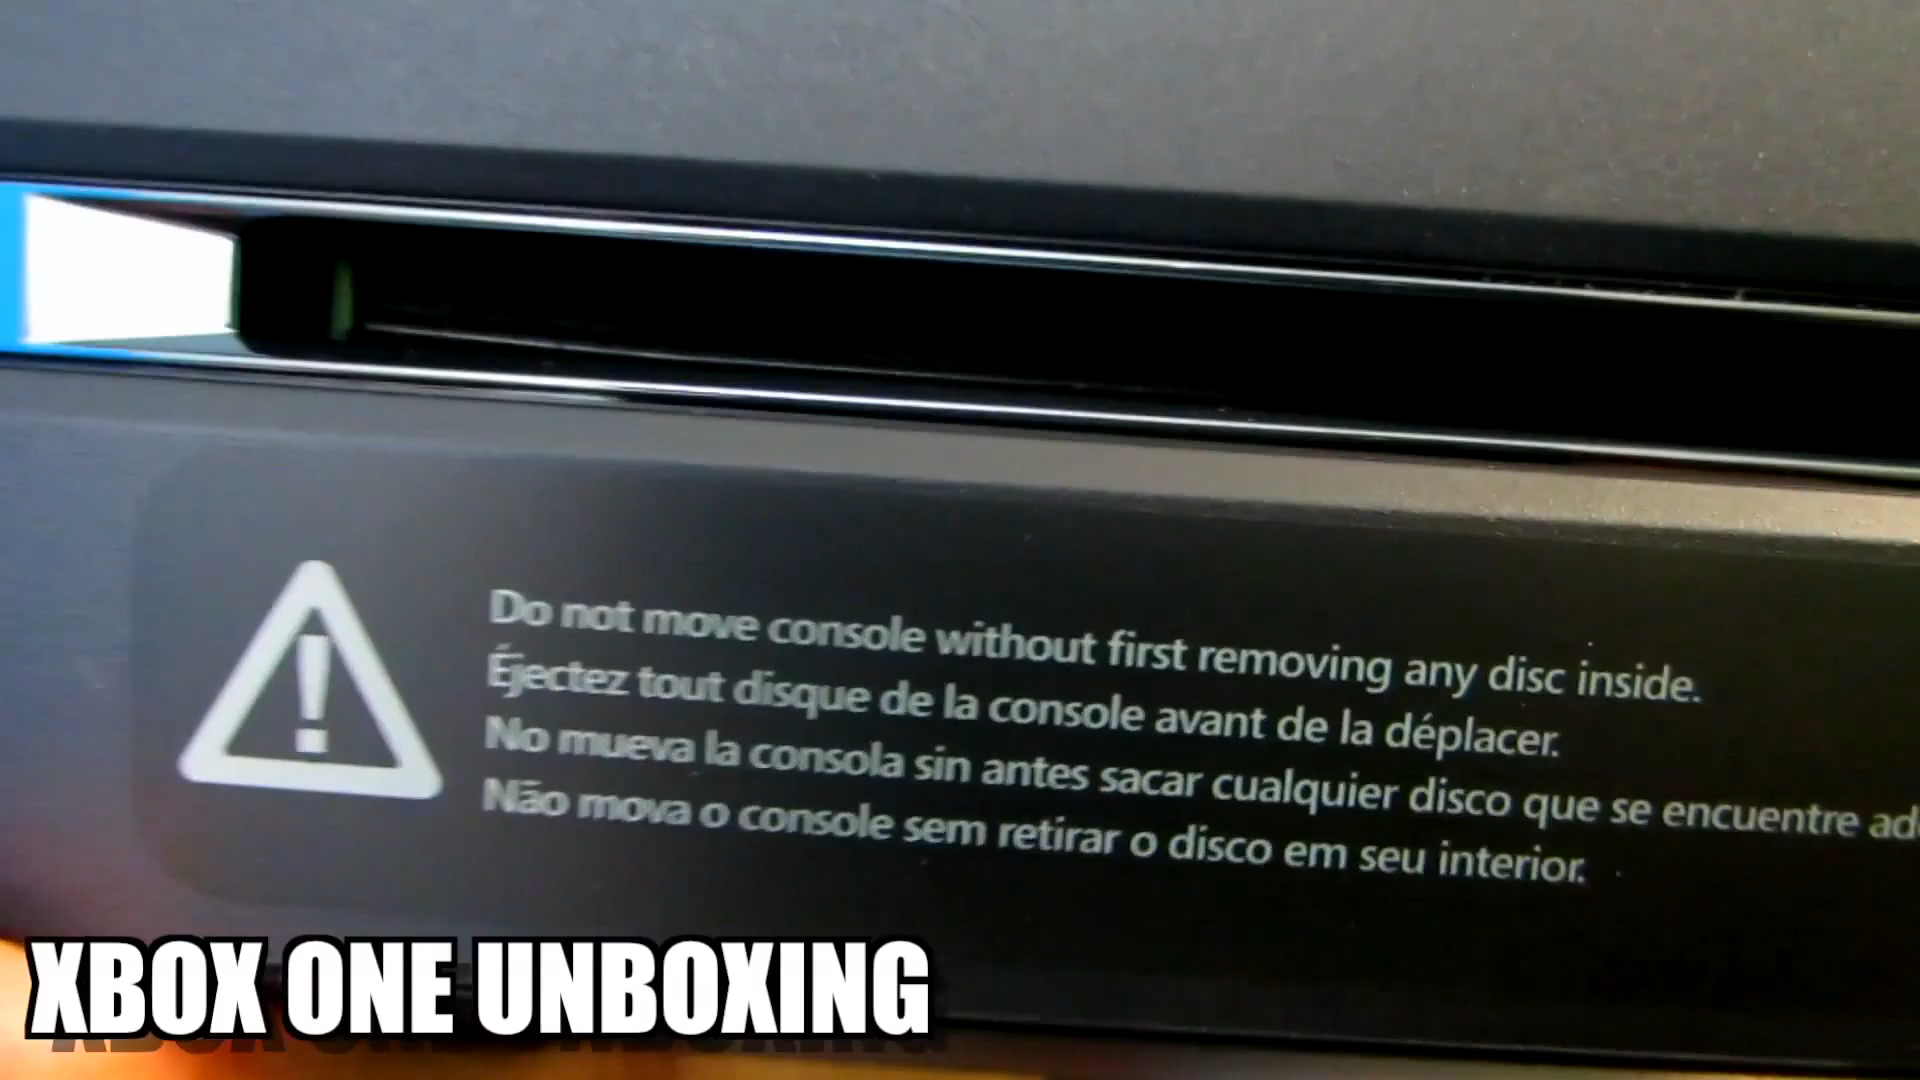 Do not move console without first removing any disc inside.
Éjectez tout disque de la console avant de la déplacer.
No mueva la consola sin antes sacar cualquier disco que se encuentre
Não mova o console sem retirar o disco em seu interior.
XBOX ONE UNBOXING